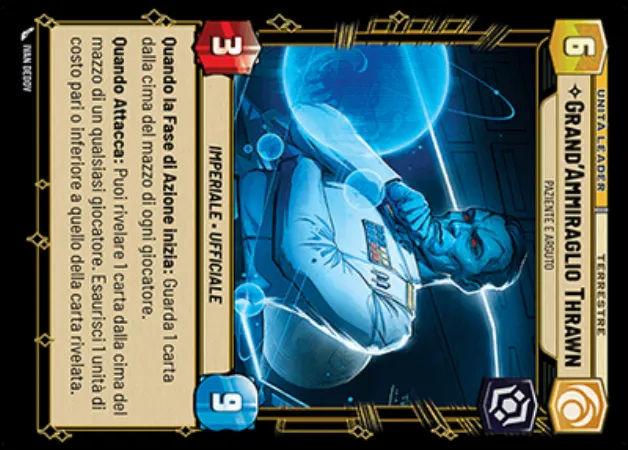 6
UNITÀ LEADER
TERRESTRE
GRAND'AMMIRAGLIO THRAWN
PAZIENTE E ARGUTO
3
9
IMPERIALE • UFFICIALE
Quando la Fase di Azione inizia: Guarda 1 carta
dalla cima del mazzo di ogni giocatore.
Quando Attacca: Puoi rivelare 1 carta dalla cima del
mazzo di un qualsiasi giocatore. Esaurisci 1 unità di
costo pari o inferiore a quello della carta rivelata.
IVAN DEDOV